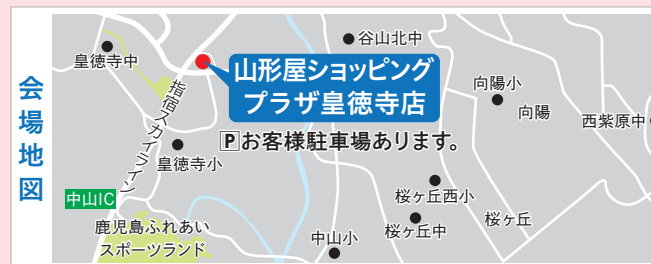 会場地図
皇徳寺中
谷山北中
山形屋ショッピング
プラザ皇徳寺店
Pお客様駐車場あります。
向陽小
向陽
西紫原中
指宿スカイライン
皇徳寺小
中山IC
鹿児島ふれあい
スポーツランド
中山小
桜ヶ丘西小
桜ヶ丘中
桜ヶ丘